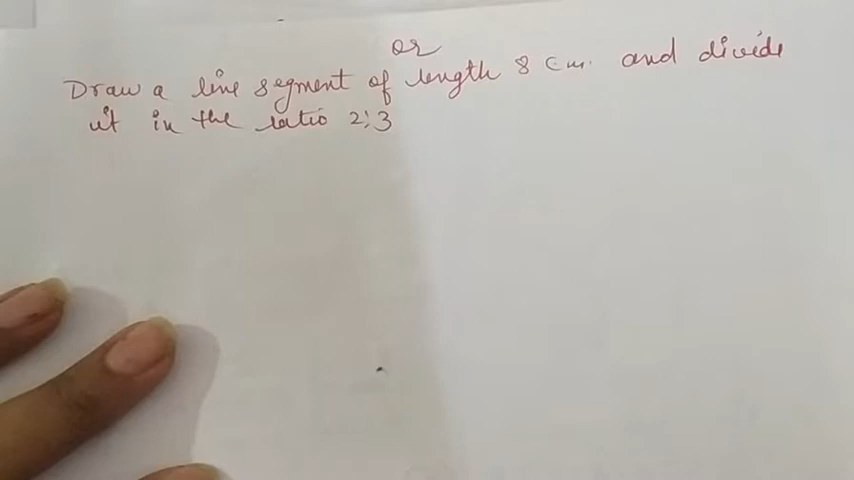 or
Draw a line segment of length 8 cm. and divide
it in the ratio 2:3